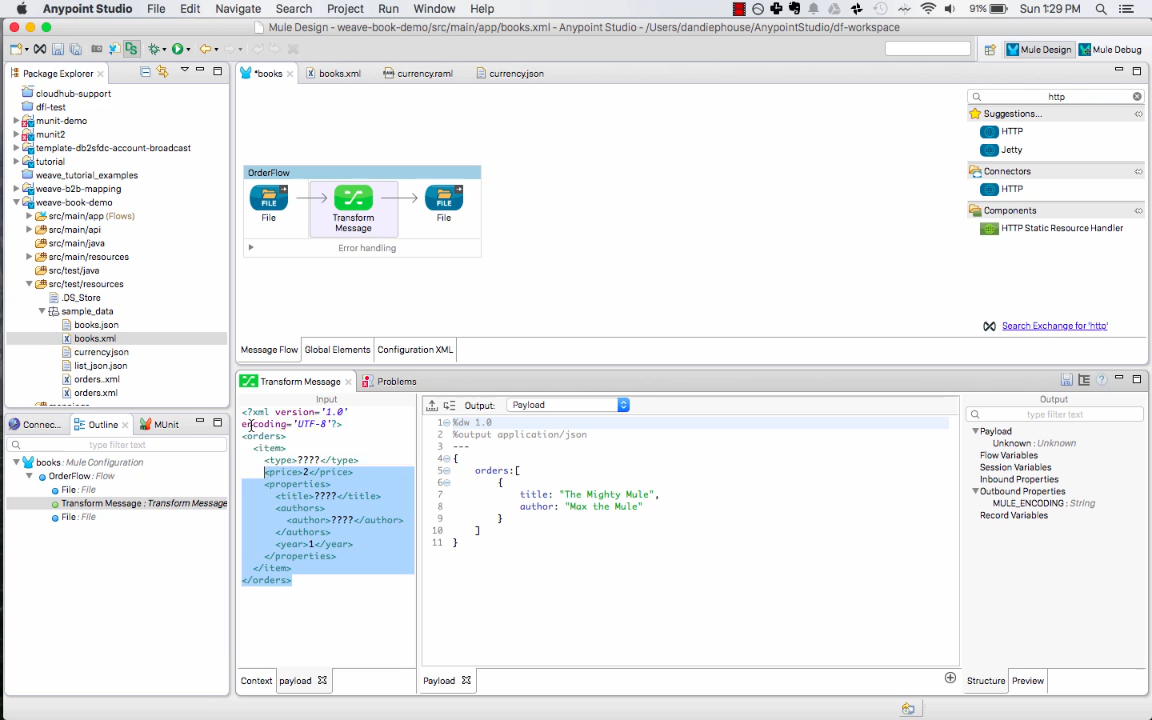 Anypoint Studio File Edit Navigate Search Project Run Window Help 91% Sun 1:29 PM
Mule Design - weave-book-demo/src/main/app/books.xml - Anypoint Studio - /Users/dandiephouse/AnypointStudio/df-workspace
Mule Design Mule Debug
Package Explorer
cloudhub-support
dfl-test
munit-demo
munit2
template-db2sfdc-account-broadcast
tutorial
weave_tutorial_examples
weave-b2b-mapping
weave-book-demo
src/main/app (Flows)
src/main/api
src/main/java
src/main/resources
src/test/java
src/test/resources
.DS_Store
sample_data
books.json
books.xml
currency.json
list_json.json
orders..xml
orders.xml
*books books.xml currency.raml currency.json
OrderFlow
File
Transform
Message
File
Error handling
http
Suggestions...
HTTP
Jetty
Connectors
HTTP
Components
HTTP Static Resource Handler
Search Exchange for 'http'
Message Flow Global Elements Configuration XML
Connec... Outline MUnit
type filter text
books: Mule Configuration
OrderFlow: Flow
File: File
Transform Message : Transform Message
File: File
Transform Message Problems
Input
<?xml version='1.0'
encoding='UTF-8'?>
<orders>
<item>
<type>????</type>
<price>2</price>
<properties>
<title>????</title>
<authors>
<author>????</author>
</authors>
<year>1</year>
</properties>
</item>
</orders>
Context payload
Output: Payload
1 %dw 1.0
2 %output application/json
3 ---
4 {
5 orders:[
6 {
7 title: "The Mighty Mule",
8 author: "Max the Mule"
9 }
10 ]
11 }
Payload
Output
type filter text
Payload
Unknown : Unknown
Flow Variables
Session Variables
Inbound Properties
Outbound Properties
MULE_ENCODING : String
Record Variables
Structure Preview